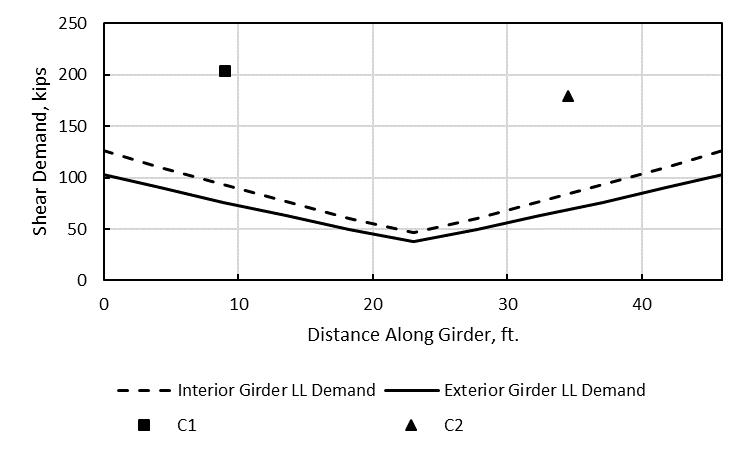 250
200
150
100
50
0
Shear Demand, kips
0 10 20 30 40
Distance Along Girder, ft.
Interior Girder LL Demand Exterior Girder LL Demand
C1 C2